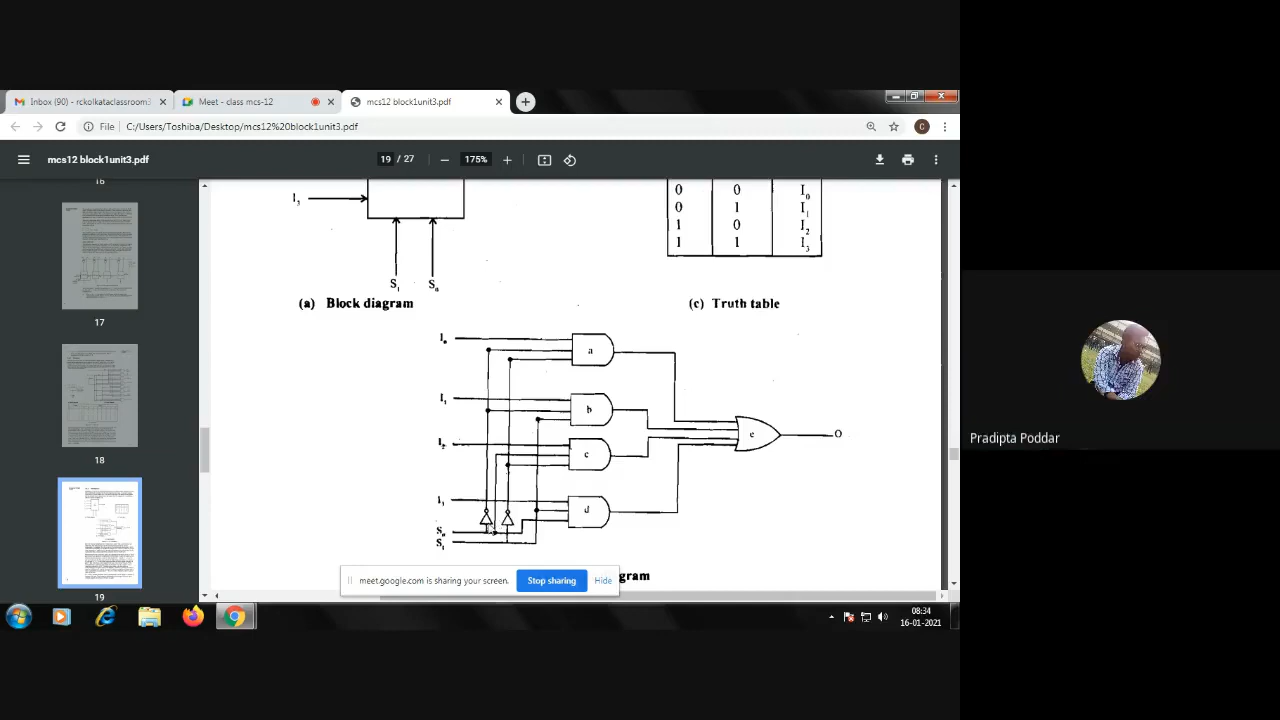 Inbox (90) - rckolkataclassroom3
Meet - class mcs-12
mcs12 block1unit3.pdf
File
C:/Users/Toshiba/Desktop/mcs12%20block1unit3.pdf
C
mcs12 block1unit3.pdf
19 / 27
175%
16
17
18
19
I3
S1 S0
0 0 I0
0 1 I1
1 0 I2
1 1 I3
(a) Block diagram
(c) Truth table
I0
a
I1
b
I2
c
e
O
d
S0
S1
gram
meet.google.com is sharing your screen.
Stop sharing
Hide
08:34
16-01-2021
Pradipta Poddar